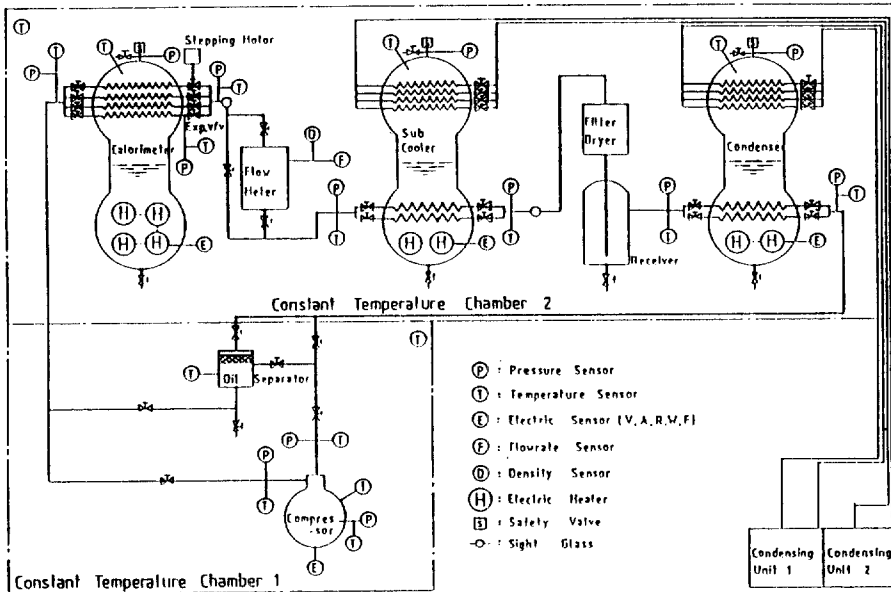 T
T
T
S
P
Stepping Motor
P
P
T
Exp.Vlv
Calorimeter
T
P
D
Flow
Meter
F
H H
H H
E
T
S
P
Sub
Cooler
P
T
H H
E
P
T
Filter
Dryer
Receiver
T
S
P
Condenser
P
T
P
T
H H
E
Constant Temperature Chamber 2
T
T
Oil
Separator
P
T
P
T
T
Compres
-sor
P
T
E
Constant Temperature Chamber 1
P : Pressure Sensor
T : Temperature Sensor
E : Electric Sensor (V,A,R,W,F)
F : Flowrate Sensor
D : Density Sensor
H : Electric Heater
S : Safety Valve
: Sight Glass
Condensing
Unit 1
Condensing
Unit 2